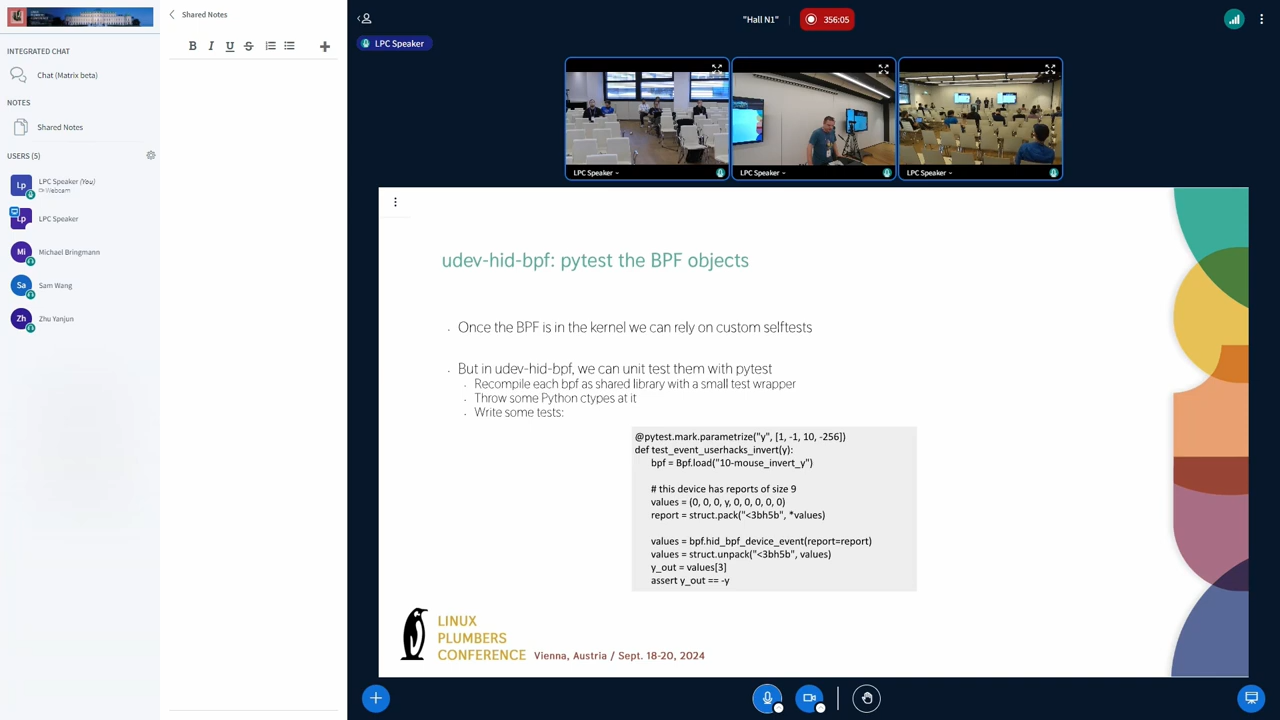 INTEGRATED CHAT
Chat (Matrix beta)
NOTES
Shared Notes
USERS (5)
Lp
LPC Speaker (You)
Webcam
Lp
LPC Speaker
Mi
Michael Bringmann
Sa
Sam Wang
Zh
Zhu Yanjun
Shared Notes
B I U S
"Hall N1"
356:05
LPC Speaker
LPC Speaker
LPC Speaker
LPC Speaker
udev-hid-bpf: pytest the BPF objects
Once the BPF is in the kernel we can rely on custom selftests
But in udev-hid-bpf, we can unit test them with pytest
Recompile each bpf as shared library with a small test wrapper
Throw some Python ctypes at it
Write some tests:
@pytest.mark.parametrize("y", [1, -1, 10, -256])
def test_event_userhacks_invert(y):
bpf = Bpf.load("10-mouse_invert_y")
# this device has reports of size 9
values = (0, 0, 0, y, 0, 0, 0, 0, 0)
report = struct.pack("<3bh5b", *values)
values = bpf.hid_bpf_device_event(report=report)
values = struct.unpack("<3bh5b", values)
y_out = values[3]
assert y_out == -y
LINUX
PLUMBERS
CONFERENCE
Vienna, Austria / Sept. 18-20, 2024